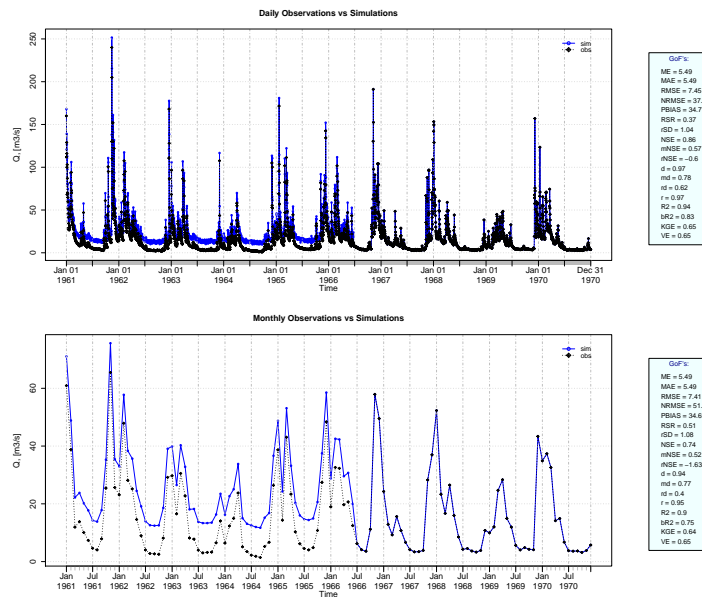 Daily Observations vs Simulations
sim
obs
Q, [m3/s]
250
200
150
100
50
0
Jan 01 Jan 01 Jan 01 Jan 01 Jan 01 Jan 01 Jan 01 Jan 01 Jan 01 Jan 01 Dec 31
1961 1962 1963 1964 1965 1966 1967 1968 1969 1970 1970
Time
GoF's:
ME = 5.49
MAE = 5.49
RMSE = 7.45
NRMSE = 37.
PBIAS = 34.7
RSR = 0.37
rSD = 1.04
NSE = 0.86
mNSE = 0.57
rNSE = −0.6
d = 0.97
md = 0.78
rd = 0.62
r = 0.97
R2 = 0.94
bR2 = 0.83
KGE = 0.65
VE = 0.65
Monthly Observations vs Simulations
sim
obs
Q, [m3/s]
60
40
20
0
Jan Jul Jan Jul Jan Jul Jan Jul Jan Jul Jan Jul Jan Jul Jan Jul Jan Jul Jan Jul
1961 1961 1962 1962 1963 1963 1964 1964 1965 1965 1966 1966 1967 1967 1968 1968 1969 1969 1970 1970
Time
GoF's:
ME = 5.49
MAE = 5.49
RMSE = 7.41
NRMSE = 51.
PBIAS = 34.6
RSR = 0.51
rSD = 1.08
NSE = 0.74
mNSE = 0.52
rNSE = −1.63
d = 0.94
md = 0.77
rd = 0.4
r = 0.95
R2 = 0.9
bR2 = 0.75
KGE = 0.64
VE = 0.65